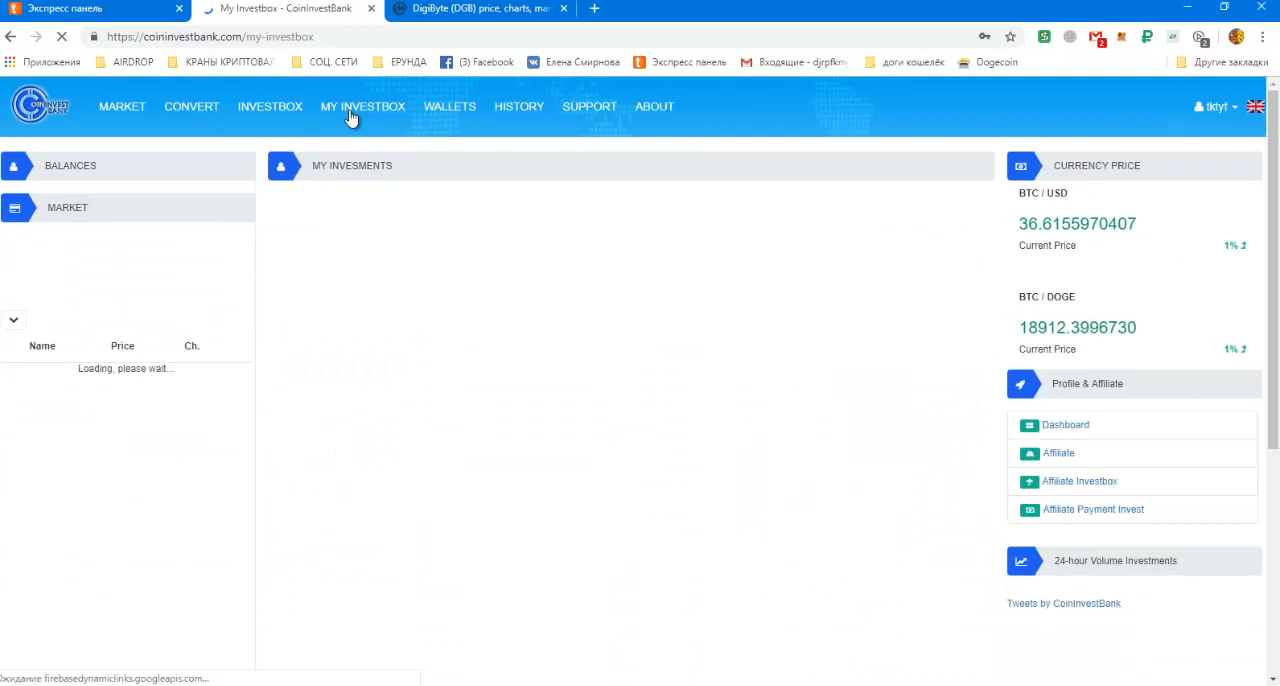 Экспресс панель
My Investbox - CoinInvestBank
DigiByte (DGB) price, charts, mar
https://coininvestbank.com/my-investbox
2
2
Приложения
AIRDROP
КРАНЫ КРИПТОВАЛ
СОЦ. СЕТИ
ЕРУНДА
(3) Facebook
Елена Смирнова
Экспресс панель
Входящие - djrpfkm
доги кошелёк
Dogecoin
Другие закладки
COINVEST BANK
MARKET
CONVERT
INVESTBOX
MY INVESTBOX
WALLETS
HISTORY
SUPPORT
ABOUT
tktyf
BALANCES
MARKET
Name Price Ch.
Loading, please wait...
MY INVESMENTS
CURRENCY PRICE
BTC / USD
36.6155970407
Current Price 1%
BTC / DOGE
18912.3996730
Current Price 1%
Profile & Affiliate
Dashboard
Affiliate
Affiliate Investbox
Affiliate Payment Invest
24-hour Volume Investments
Tweets by CoinInvestBank
Ожидание firebasedynamiclinks.googleapis.com...